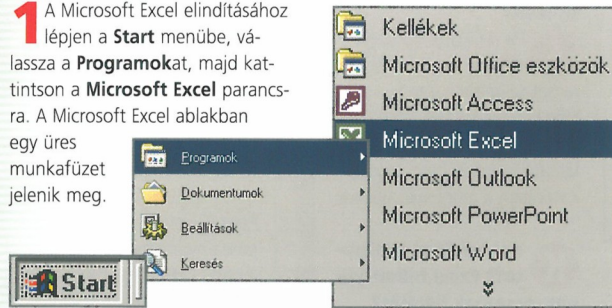 1 A Microsoft Excel elindításához
lépjen a Start menübe, vá-
lassza a Programokat, majd kat-
tintson a Microsoft Excel parancs-
ra. A Microsoft Excel ablakban
egy üres
munkafüzet
jelenik meg.
Programok
Dokumentumok
Beállítások
Keresés
Start
Kellékek
Microsoft Office eszközök
Microsoft Access
Microsoft Excel
Microsoft Outlook
Microsoft PowerPoint
Microsoft Word